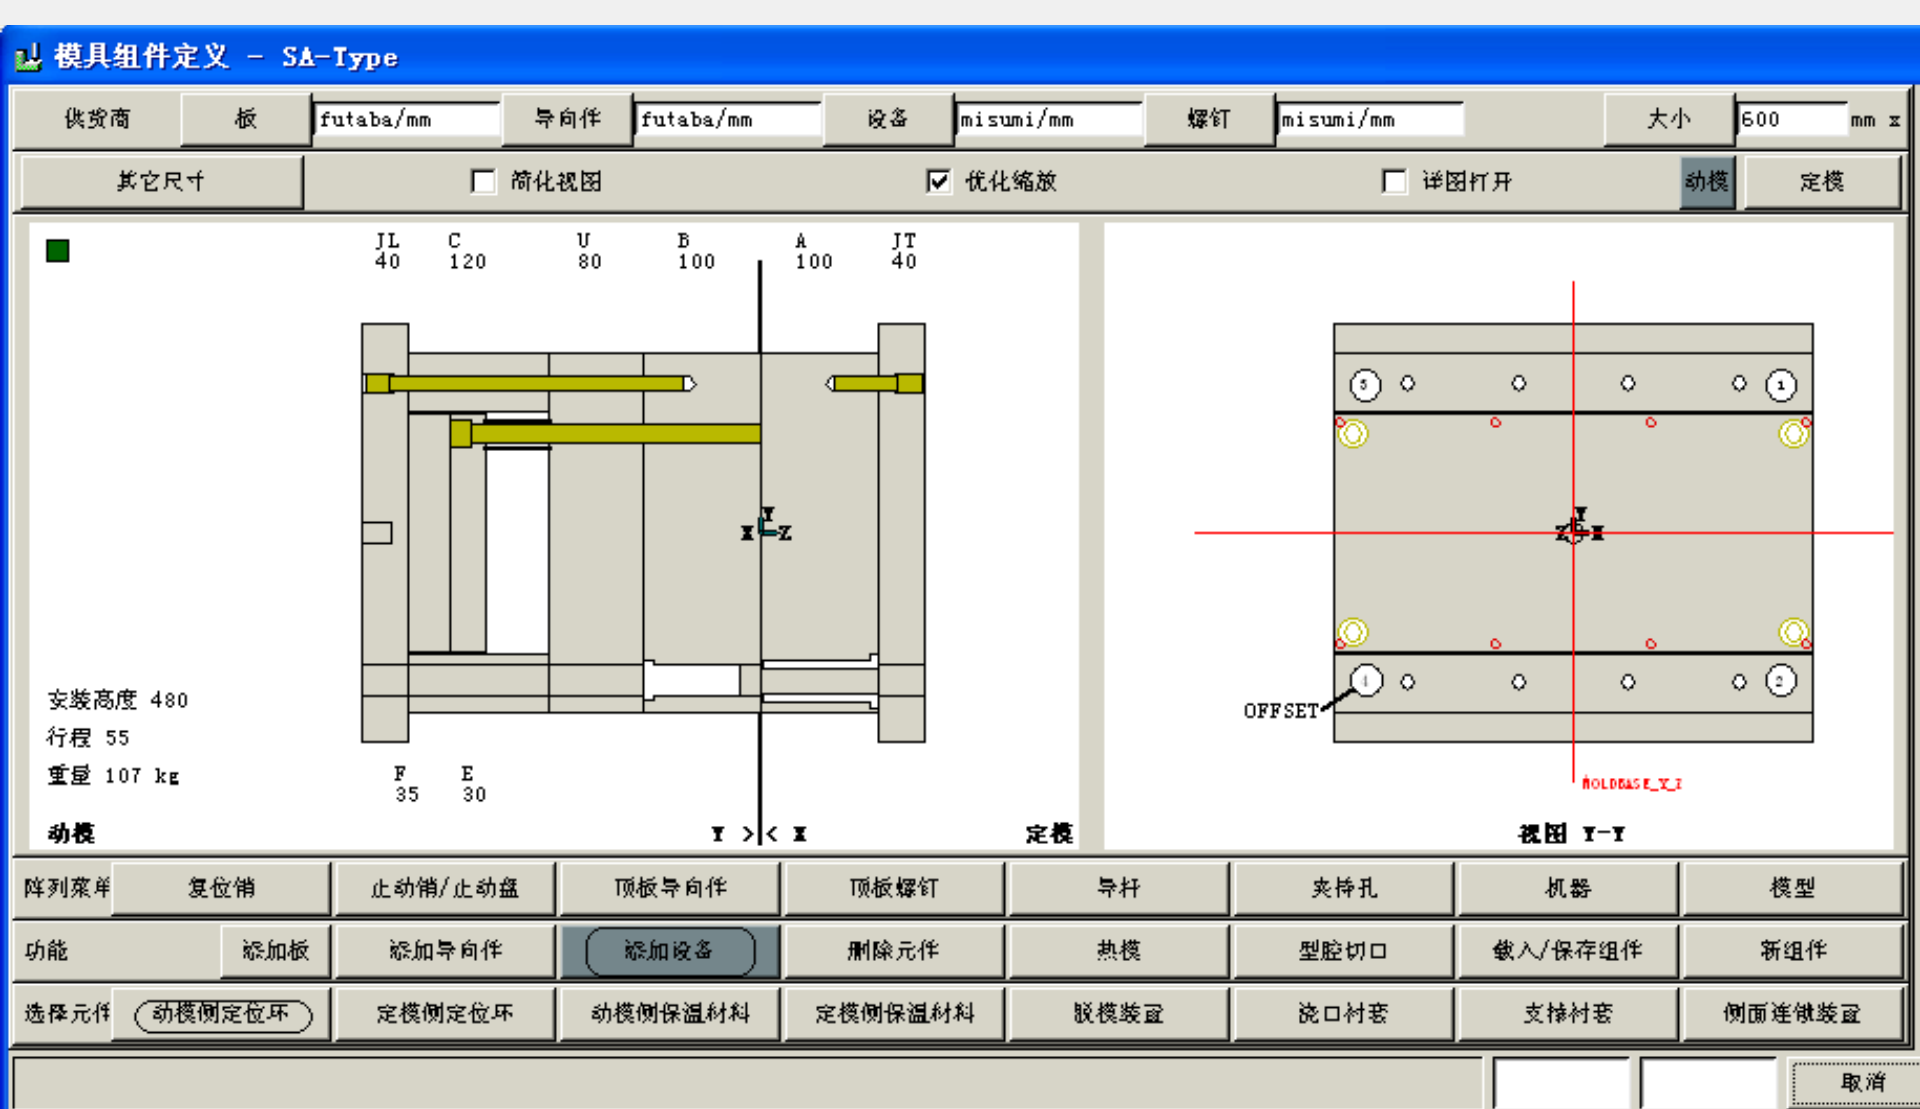 模具组件定义 - SA-Type
供货商 板 futaba/mm 导向件 futaba/mm 设备 misumi/mm 螺钉 misumi/mm 大小 600 mm x
其它尺寸 简化视图 优化缩放 详图打开 动模 定模
JL C U B A JT
40 120 80 100 100 40
5 1
Y
X Z
Y
Z X
安装高度 480
4 2
OFFSET
行程 55
重量 107 kg
F E
35 30
MOLDBASE_Y_Z
动模 Y > < X 定模
视图 Y-Y
阵列菜单 复位销 止动销/止动盘 顶板导向件 顶板螺钉 导杆 夹持孔 机器 模型
功能 添加板 添加导向件 添加设备 删除元件 热模 型腔切口 载入/保存组件 新组件
选择元件 动模侧定位环 定模侧定位环 动模侧保温材料 定模侧保温材料 脱模装置 浇口衬套 支持衬套 侧面连锁装置
取消